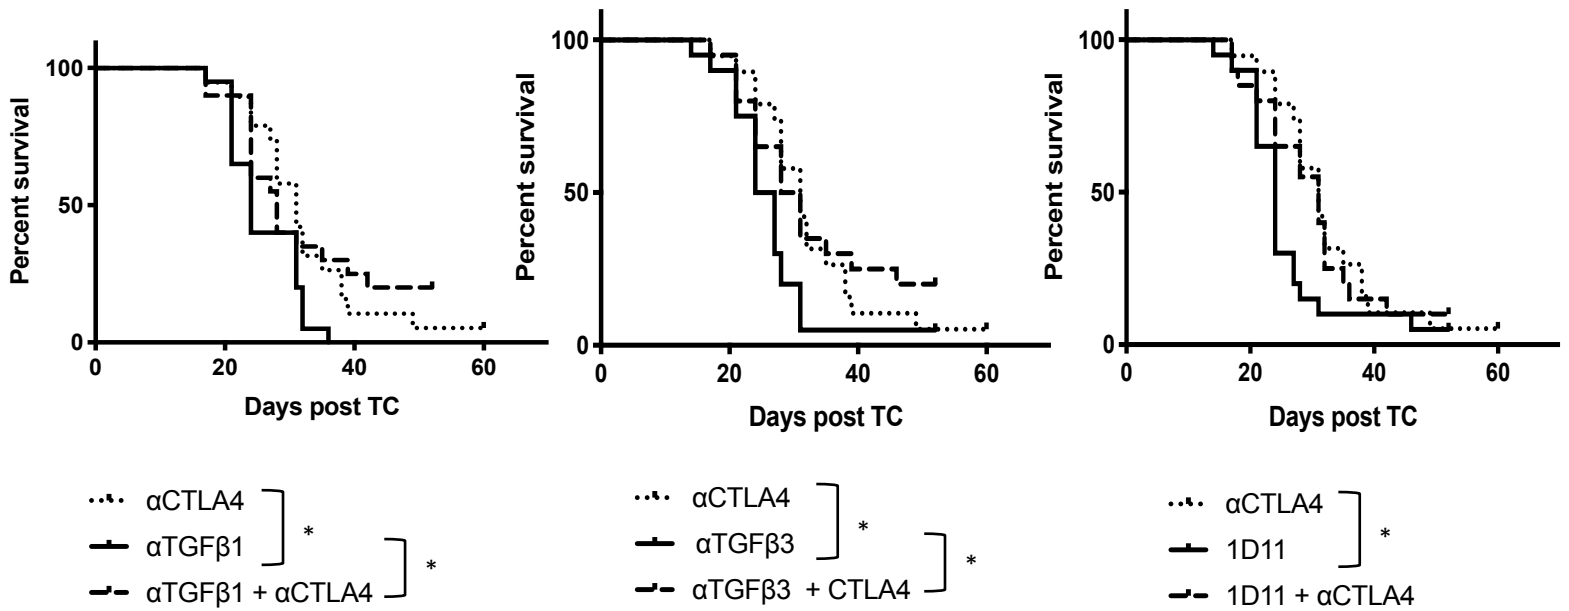 Percent survival
100
50
0
0 20 40 60
Days post TC
αCTLA4
αTGFβ1
αTGFβ1 + αCTLA4
*
*
Percent survival
100
50
0
0 20 40 60
Days post TC
αCTLA4
αTGFβ3
αTGFβ3 + CTLA4
*
*
Percent survival
100
50
0
0 20 40 60
Days post TC
αCTLA4
1D11
1D11 + αCTLA4
*